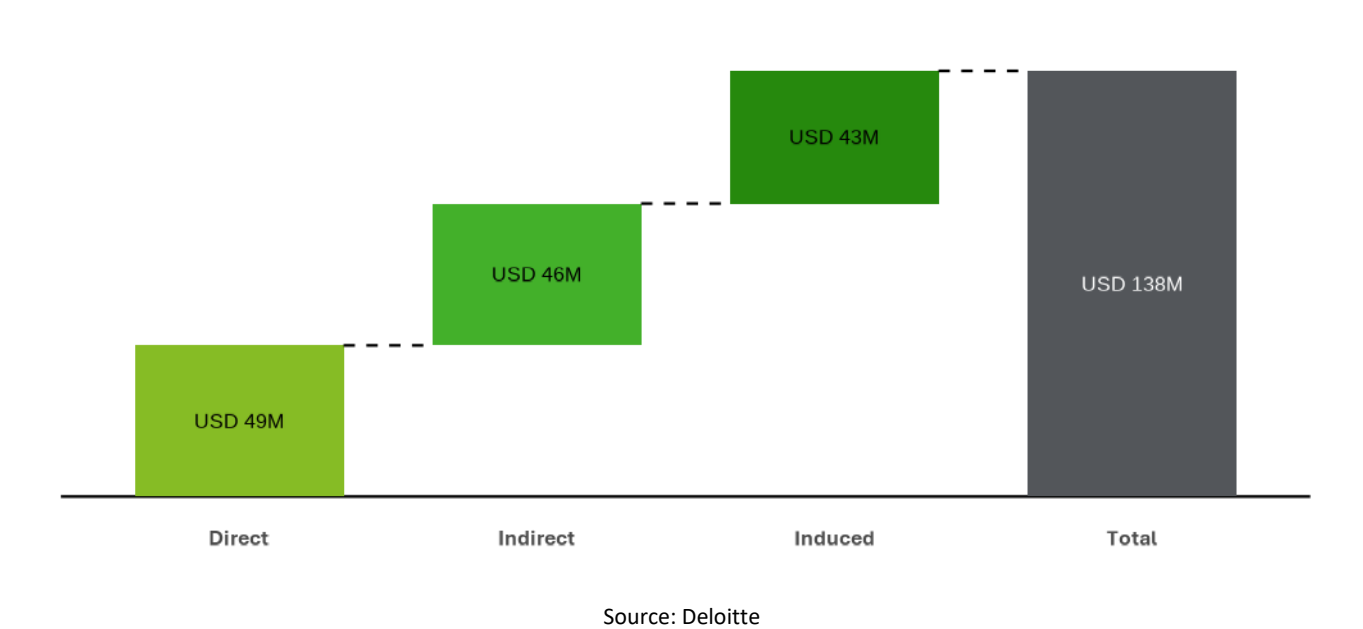 USD 43M
USD 46M
USD 138M
USD 49M
Direct Indirect Induced Total
Source: Deloitte